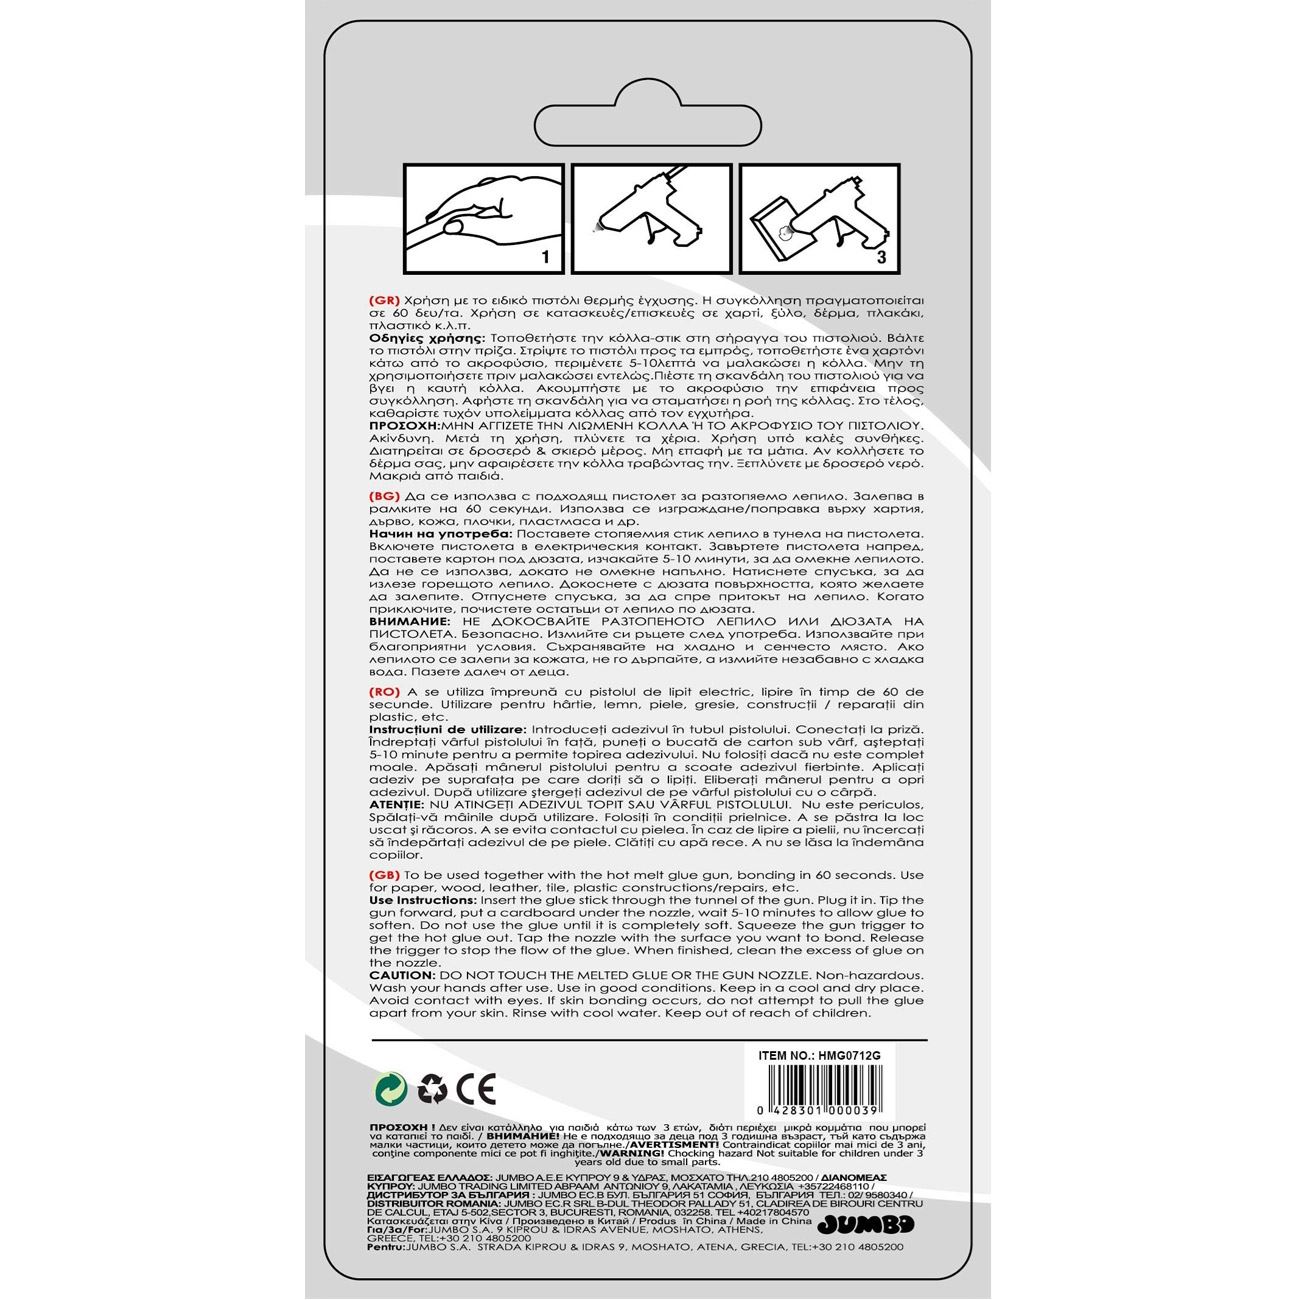 1
3
(GR) Χρήση με το ειδικό πιστόλι θερμής έγχυσης. Η συγκόλληση πραγματοποιείται
σε 60 δευ/τα. Χρήση σε κατασκευές/επισκευές σε χαρτί, ξύλο, δέρμα, πλακάκι,
πλαστικό κ.λ.π.
Οδηγίες χρήσης: Τοποθετήστε την κόλλα-στικ στη σήραγγα του πιστολιού. Βάλτε
το πιστόλι στην πρίζα. Στρίψτε το πιστόλι προς τα εμπρός, τοποθετήστε ένα χαρτόνι
κάτω από το ακροφύσιο, περιμένετε 5-10λεπτά να μαλακώσει η κόλλα. Μην τη
χρησιμοποιήσετε πριν μαλακώσει εντελώς.Πιέστε τη σκανδάλη του πιστολιού για να
βγει η καυτή κόλλα. Ακουμπήστε με το ακροφύσιο την επιφάνεια προς
συγκόλληση. Αφήστε τη σκανδάλη για να σταματήσει η ροή της κόλλας. Στο τέλος,
καθαρίστε τυχόν υπολείμματα κόλλας από τον εγχυτήρα.
ΠΡΟΣΟΧΗ:ΜΗΝ ΑΓΓΙΖΕΤΕ ΤΗΝ ΛΙΩΜΕΝΗ ΚΟΛΛΑ Ή ΤΟ ΑΚΡΟΦΥΣΙΟ ΤΟΥ ΠΙΣΤΟΛΙΟΥ.
Ακίνδυνη. Μετά τη χρήση, πλύνετε τα χέρια. Χρήση υπό καλές συνθήκες.
Διατηρείται σε δροσερό & σκιερό μέρος. Μη επαφή με τα μάτια. Αν κολλήσετε το
δέρμα σας, μην αφαιρέσετε την κόλλα τραβώντας την. Ξεπλύνετε με δροσερό νερό.
Μακριά από παιδιά.
(BG) Да се използва с подходящ пистолет за разтопяемо лепило. Залепва в
рамките на 60 секунди. Използва се изграждане/поправка върху хартия,
дърво, кожа, плочки, пластмаса и др.
Начин на употреба: Поставете стопяемия стик лепило в тунела на пистолета.
Включете пистолета в електрическия контакт. Завъртете пистолета напред,
поставете картон под дюзата, изчакайте 5-10 минути, за да омекне лепилото.
Да не се използва, докато не омекне напълно. Натиснете спусъка, за да
излезе горещото лепило. Докоснете с дюзата повърхността, която желаете
да залепите. Отпуснете спусъка, за да спре притокът на лепило. Когато
приключите, почистете остатъци от лепило по дюзата.
ВНИМАНИЕ: НЕ ДОКОСВАЙТЕ РАЗТОПЕНОТО ЛЕПИЛО ИЛИ ДЮЗАТА НА
ПИСТОЛЕТА. Безопасно. Измийте си ръцете след употреба. Използвайте при
благоприятни условия. Съхранявайте на хладно и сенчесто място. Ако
лепилото се залепи за кожата, не го дърпайте, а измийте незабавно с хладка
вода. Пазете далеч от деца.
(RO) A se utiliza împreună cu pistolul de lipit electric, lipire în timp de 60 de
secunde. Utilizare pentru hârtie, lemn, piele, gresie, construcții / reparații din
plastic, etc.
Instrucțiuni de utilizare: Introduceți adezivul în tubul pistolului. Conectați la priză.
Îndreptați vârful pistolului în față, puneți o bucată de carton sub vârf, așteptați
5-10 minute pentru a permite topirea adezivului. Nu folosiți dacă nu este complet
moale. Apăsați mânerul pistolului pentru a scoate adezivul fierbinte. Aplicați
adeziv pe suprafața pe care doriți să o lipiți. Eliberați mânerul pentru a opri
adezivul. După utilizare ștergeți adezivul de pe vârful pistolului cu o cârpă.
ATENȚIE: NU ATINGEȚI ADEZIVUL TOPIT SAU VÂRFUL PISTOLULUI. Nu este periculos,
Spălați-vă mâinile după utilizare. Folosiți în condiții prielnice. A se păstra la loc
uscat și răcoros. A se evita contactul cu pielea. În caz de lipire a pielii, nu încercați
să îndepărtați adezivul de pe piele. Clătiți cu apă rece. A nu se lăsa la îndemâna
copiilor.
(GB) To be used together with the hot melt glue gun, bonding in 60 seconds. Use
for paper, wood, leather, tile, plastic constructions/repairs, etc.
Use Instructions: Insert the glue stick through the tunnel of the gun. Plug it in. Tip the
gun forward, put a cardboard under the nozzle, wait 5-10 minutes to allow glue to
soften. Do not use the glue until it is completely soft. Squeeze the gun trigger to
get the hot glue out. Tap the nozzle with the surface you want to bond. Release
the trigger to stop the flow of the glue. When finished, clean the excess of glue on
the nozzle.
CAUTION: DO NOT TOUCH THE MELTED GLUE OR THE GUN NOZZLE. Non-hazardous.
Wash your hands after use. Use in good conditions. Keep in a cool and dry place.
Avoid contact with eyes. If skin bonding occurs, do not attempt to pull the glue
apart from your skin. Rinse with cool water. Keep out of reach of children.
ITEM NO.: HMG0712G
CE
0 428301 000039
ΠΡΟΣΟΧΗ ! Δεν είναι κατάλληλο για παιδιά κάτω των 3 ετών, διότι περιέχει μικρά κομμάτια που μπορεί
να καταπιεί το παιδί. / ВНИМАНИЕ! Не е подходящо за деца под 3 годишна възраст, тъй като съдържа
малки частици, които детето може да погълне./AVERTISMENT! Contraindicat copiilor mai mici de 3 ani,
conține componente mici ce pot fi înghițite./WARNING! Chocking hazard Not suitable for children under 3
years old due to small parts.
ΕΙΣΑΓΩΓΕΑΣ ΕΛΛΑΔΟΣ: JUMBO A.E.E ΚΥΠΡΟΥ 9 & ΥΔΡΑΣ, ΜΟΣΧΑΤΟ ΤΗΛ.210 4805200 / ΔΙΑΝΟΜΕΑΣ
ΚΥΠΡΟΥ: JUMBO TRADING LIMITED ΑΒΡΑΑΜ ΑΝΤΩΝΙΟΥ 9, ΛΑΚΑΤΑΜΙΑ , ΛΕΥΚΩΣΙΑ +35722468110 /
ДИСТРИБУТОР ЗА БЪЛГАРИЯ : JUMBO EC.B БУЛ. БЪЛГАРИЯ 51 СОФИЯ, БЪЛГАРИЯ ТЕЛ.: 02/ 9580340 /
DISTRIBUITOR ROMANIA: JUMBO EC.R SRL B-DUL THEODOR PALLADY 51, CLADIREA DE BIROURI CENTRU
DE CALCUL, ETAJ 5-502,SECTOR 3, BUCURESTI, ROMANIA, 032258. TEL +40217804570
Κατασκευάζεται στην Κίνα / Произведено в Китай / Produs în China / Made in China
Για/За/For:JUMBO S.A. 9 KIPROU & IDRAS AVENUE, MOSHATO, ATHENS,
GREECE, TEL:+30 210 4805200
JUMBO
Pentru:JUMBO S.A. STRADA KIPROU & IDRAS 9, MOSHATO, ATENA, GRECIA, TEL:+30 210 4805200